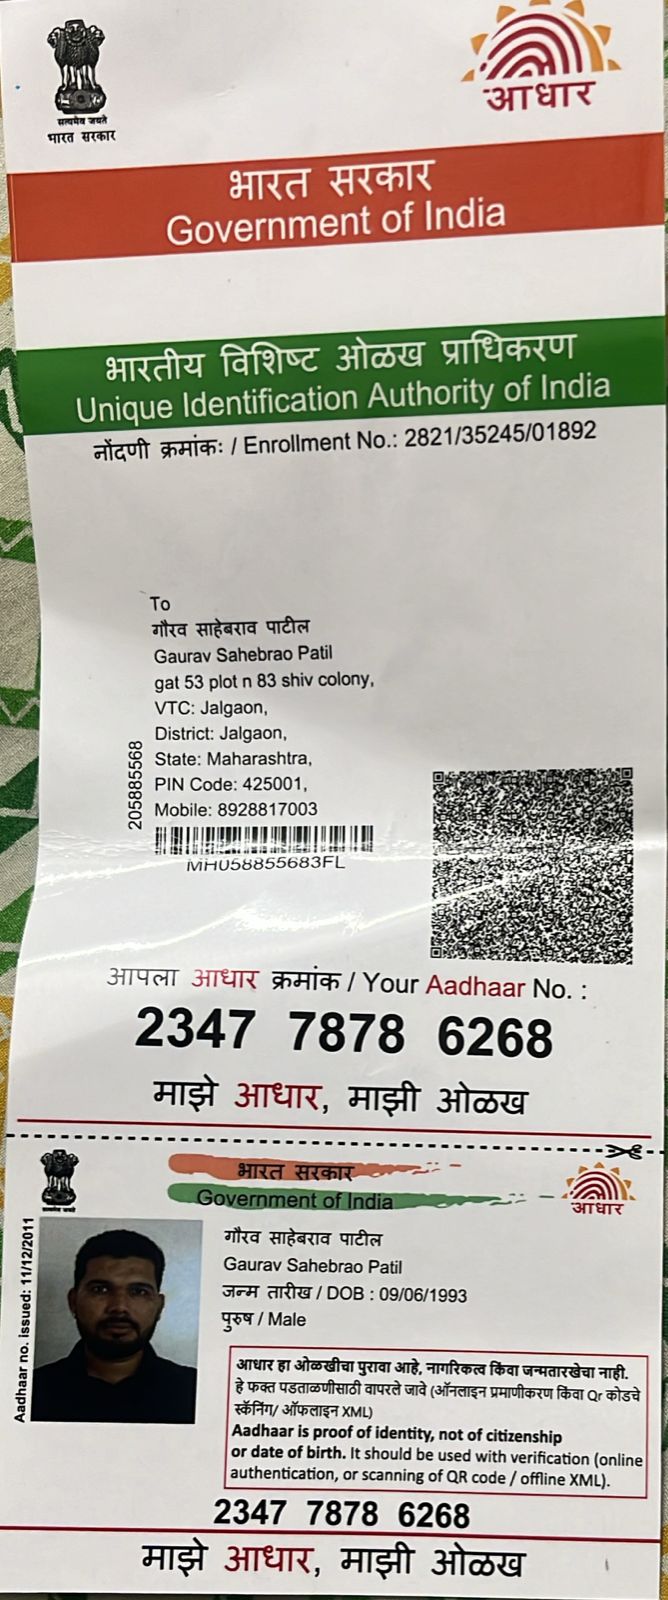 सत्यमेव जयते
भारत सरकार
आधार
भारत सरकार
Government of India
भारतीय विशिष्ट ओळख प्राधिकरण
Unique Identification Authority of India
नोंदणी क्रमांकः / Enrollment No.: 2821/35245/01892
To
गौरव साहेबराव पाटील
Gaurav Sahebrao Patil
gat 53 plot n 83 shiv colony,
VTC: Jalgaon,
District: Jalgaon,
State: Maharashtra,
PIN Code: 425001,
Mobile: 8928817003
205885568
MH058855683FL
आपला आधार क्रमांक / Your Aadhaar No. :
2347 7878 6268
माझे आधार, माझी ओळख
भारत सरकार
Government of India
आधार
Aadhaar no. issued: 11/12/2011
गौरव साहेबराव पाटील
Gaurav Sahebrao Patil
जन्म तारीख / DOB : 09/06/1993
पुरुष / Male
आधार हा ओळखीचा पुरावा आहे, नागरिकत्व किंवा जन्मतारखेचा नाही.
हे फक्त पडताळणीसाठी वापरले जावे (ऑनलाइन प्रमाणीकरण किंवा Qr कोडचे
स्कॅनिंग/ ऑफलाइन XML)
Aadhaar is proof of identity, not of citizenship
or date of birth. It should be used with verification (online
authentication, or scanning of QR code / offline XML).
2347 7878 6268
माझे आधार, माझी ओळख